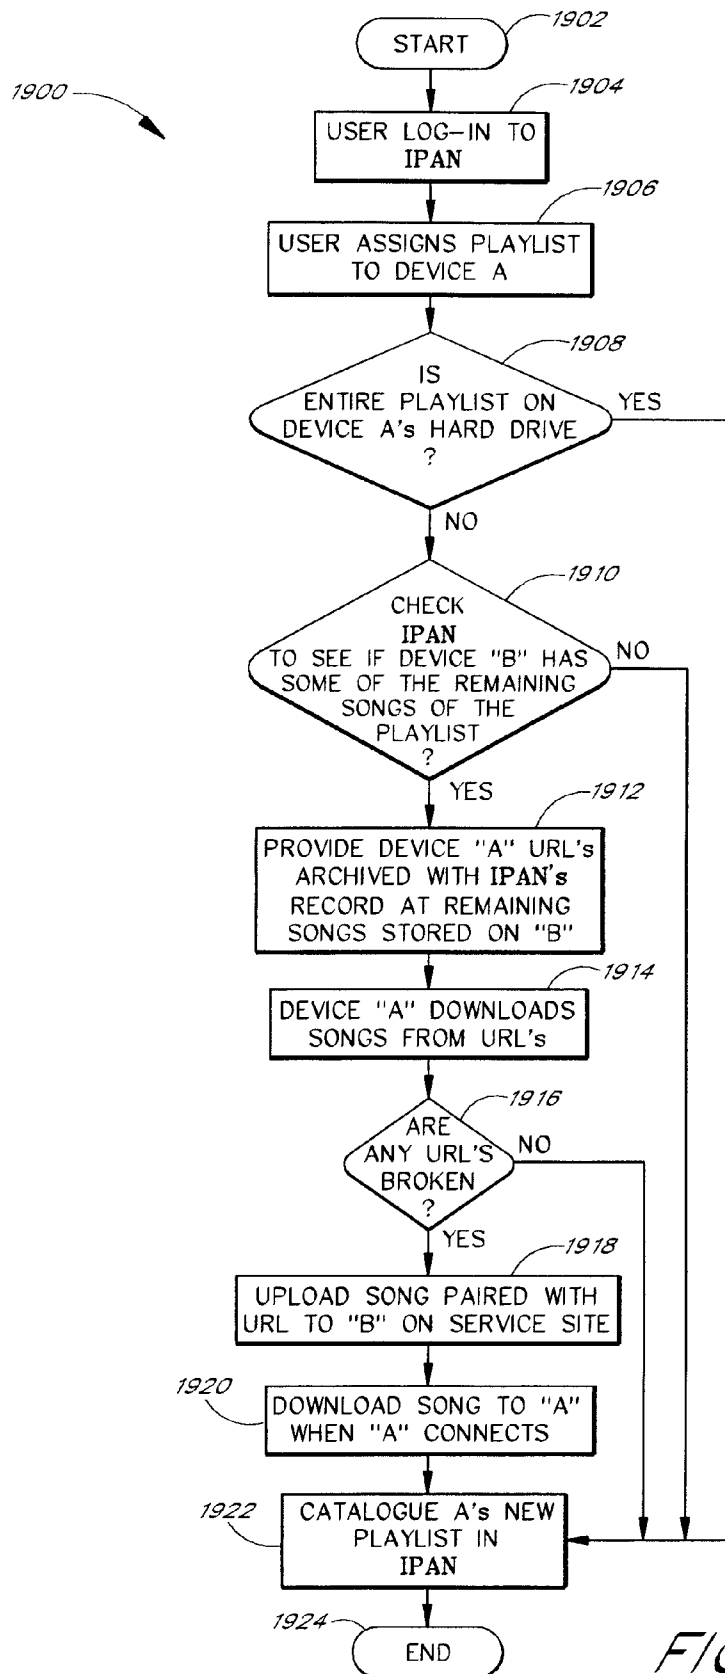 START
1902
1900
1904
USER LOG-IN TO
IPAN
1906
USER ASSIGNS PLAYLIST
TO DEVICE A
1908
IS
ENTIRE PLAYLIST ON
DEVICE A's HARD DRIVE
?
YES
NO
1910
CHECK
IPAN
TO SEE IF DEVICE "B" HAS
SOME OF THE REMAINING
SONGS OF THE
PLAYLIST
?
NO
YES
1912
PROVIDE DEVICE "A" URL's
ARCHIVED WITH IPAN's
RECORD AT REMAINING
SONGS STORED ON "B"
1914
DEVICE "A" DOWNLOADS
SONGS FROM URL's
1916
ARE
ANY URL'S
BROKEN
?
NO
YES
1918
UPLOAD SONG PAIRED WITH
URL TO "B" ON SERVICE SITE
1920
DOWNLOAD SONG TO "A"
WHEN "A" CONNECTS
1922
CATALOGUE A's NEW
PLAYLIST IN
IPAN
1924
END